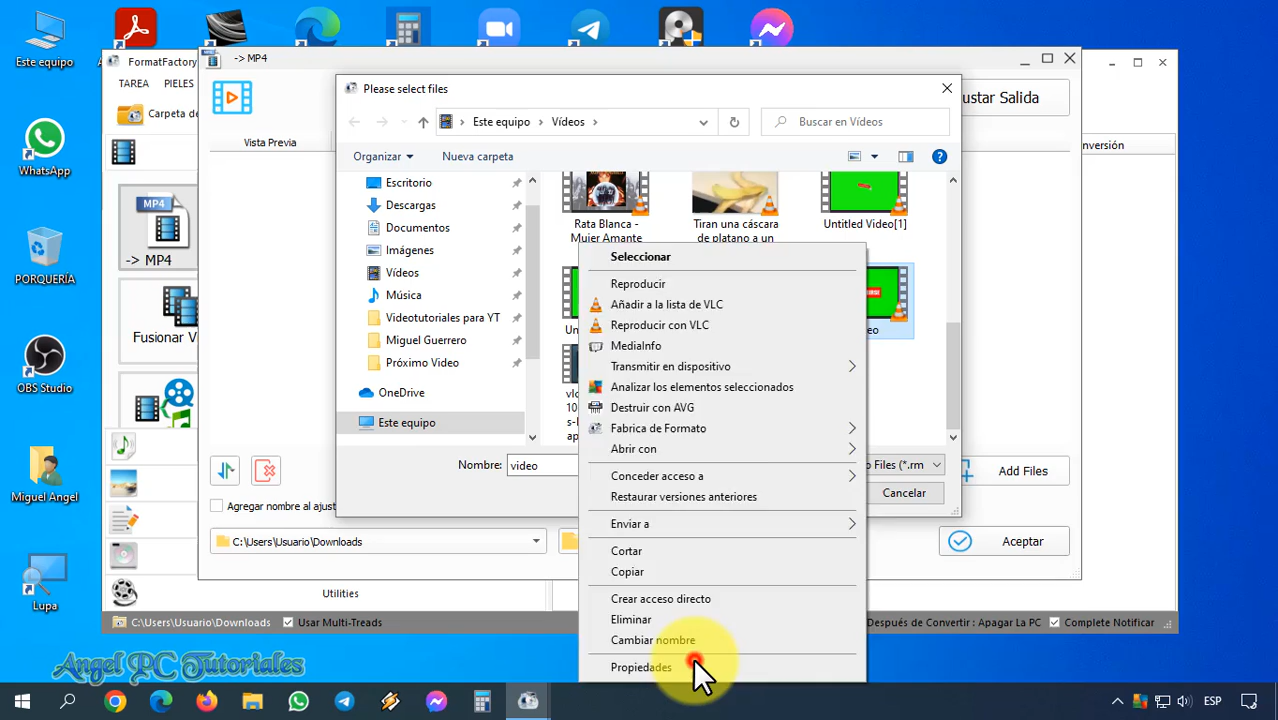 Este equipo
FormatFactory
-> MP4
TAREA
PIELES
Carpeta de
Please select files
Este equipo
Vídeos
Buscar en Vídeos
ustar Salida
Organizar
Nueva carpeta
Vista Previa
nversión
WhatsApp
MP4
-> MP4
Escritorio
Descargas
Documentos
Imágenes
Vídeos
Música
Videotutoriales para YT
Miguel Guerrero
Próximo Video
OneDrive
Este equipo
Rata Blanca -
Mujer Amante
Tiran una cáscara
de platano a un
Untitled Video[1]
Un
eo
vlc
10
s-
ap
PORQUERÍA
Fusionar V
Seleccionar
Reproducir
Añadir a la lista de VLC
Reproducir con VLC
MediaInfo
Transmitir en dispositivo
Analizar los elementos seleccionados
Destruir con AVG
Fabrica de Formato
Abrir con
Conceder acceso a
Restaurar versiones anteriores
Enviar a
Cortar
Copiar
Crear acceso directo
Eliminar
Cambiar nombre
Propiedades
OBS Studio
Nombre:
video
o Files (*.rm
Cancelar
Add Files
Miguel Angel
Agregar nombre al ajust
C:\Users\Usuario\Downloads
Aceptar
Utilities
Lupa
C:\Users\Usuario\Downloads
Usar Multi-Treads
Después de Convertir : Apagar La PC
Complete Notificar
Angel PC Tutoriales
ESP